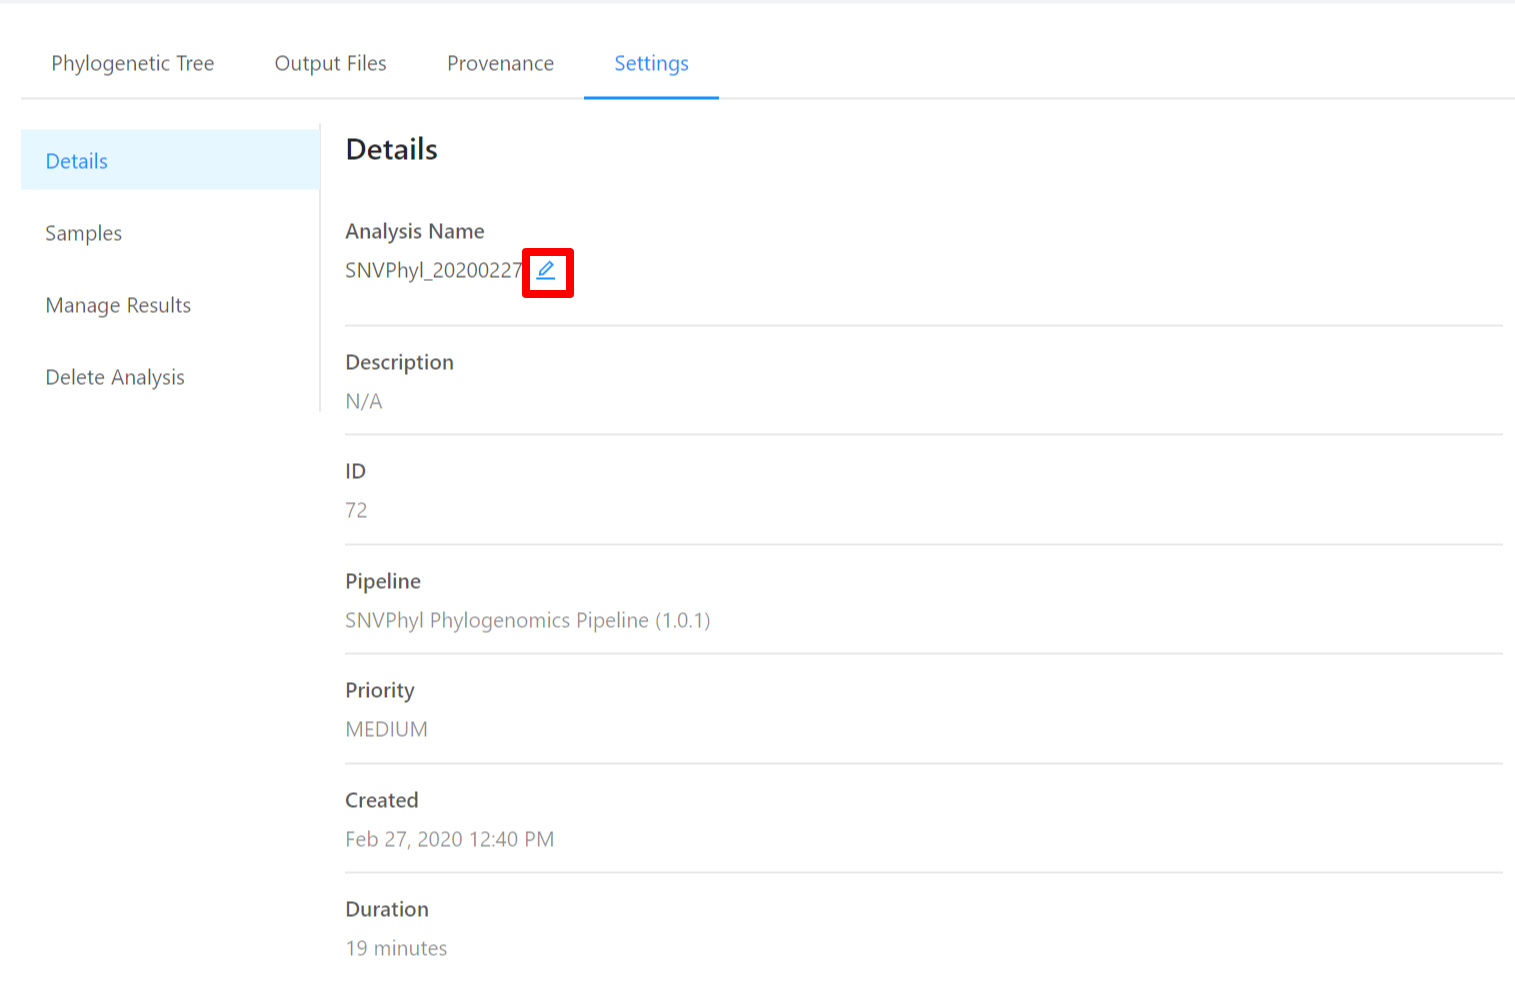 Phylogenetic Tree Output Files Provenance Settings
Details
Samples
Manage Results
Delete Analysis
Details
Analysis Name
SNVPhyl_20200227
Description
N/A
ID
72
Pipeline
SNVPhyl Phylogenomics Pipeline (1.0.1)
Priority
MEDIUM
Created
Feb 27, 2020 12:40 PM
Duration
19 minutes